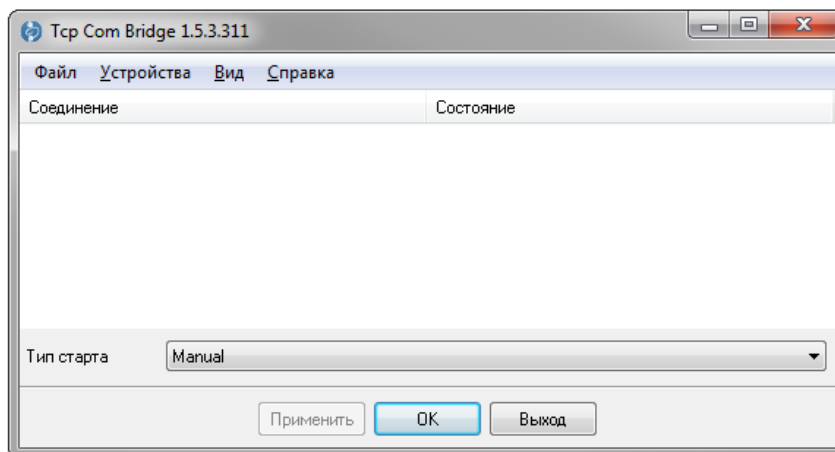 Tcp Com Bridge 1.5.3.311
Файл Устройства Вид Справка
Соединение Состояние
Тип старта Manual
Применить OK Выход